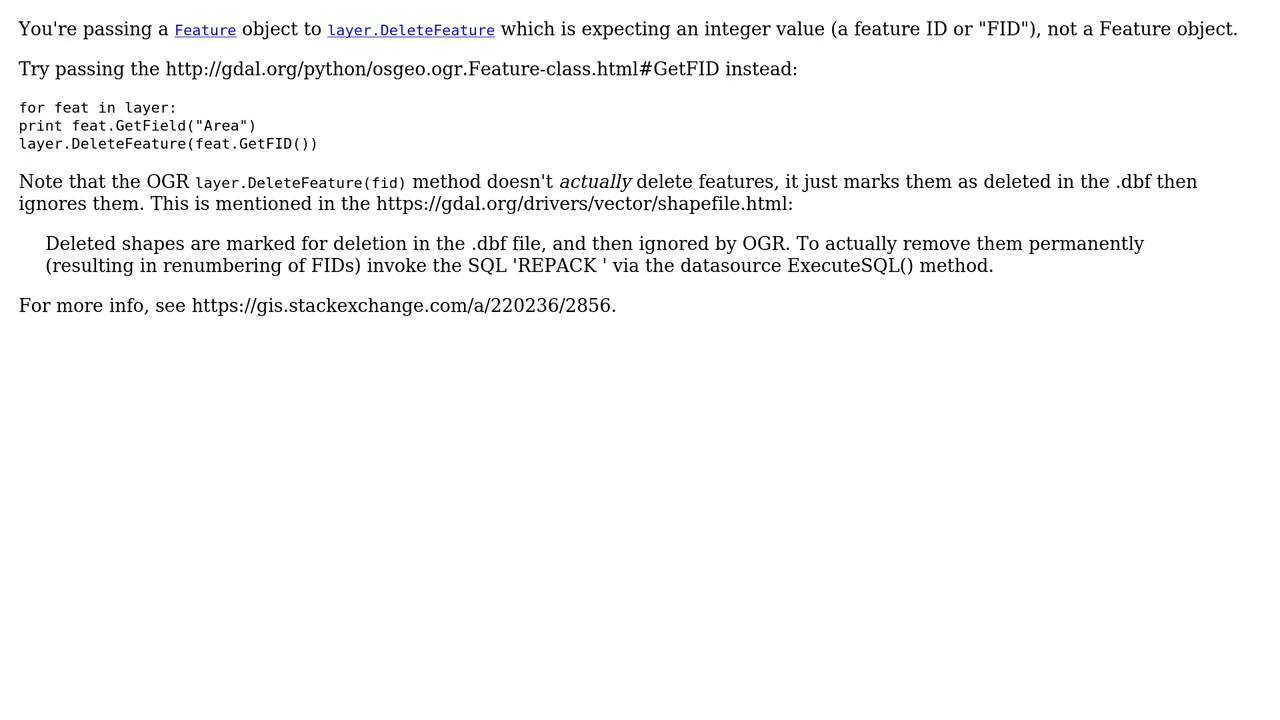 You're passing a Feature object to layer.DeleteFeature which is expecting an integer value (a feature ID or "FID"), not a Feature object.
Try passing the http://gdal.org/python/osgeo.ogr.Feature-class.html#GetFID instead:
for feat in layer:
print feat.GetField("Area")
layer.DeleteFeature(feat.GetFID())
Note that the OGR layer.DeleteFeature(fid) method doesn't actually delete features, it just marks them as deleted in the .dbf then
ignores them. This is mentioned in the https://gdal.org/drivers/vector/shapefile.html:
Deleted shapes are marked for deletion in the .dbf file, and then ignored by OGR. To actually remove them permanently
(resulting in renumbering of FIDs) invoke the SQL 'REPACK ' via the datasource ExecuteSQL() method.
For more info, see https://gis.stackexchange.com/a/220236/2856.